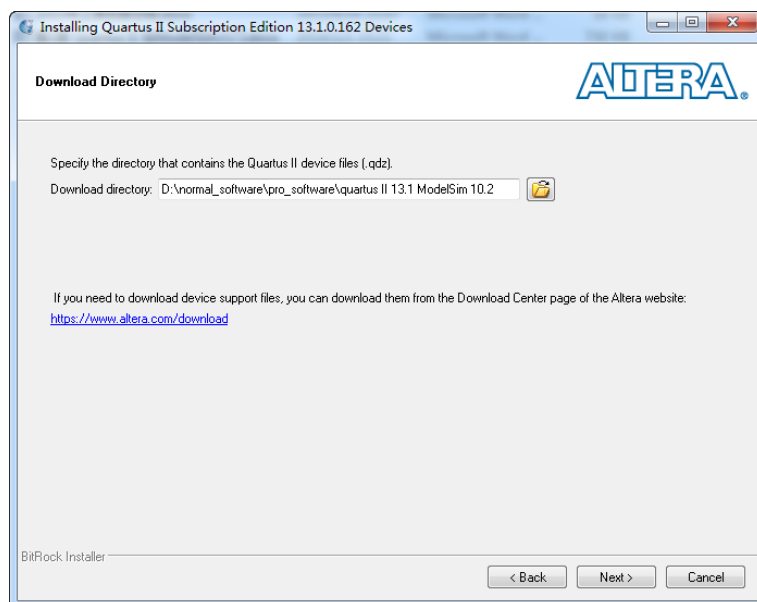 Installing Quartus II Subscription Edition 13.1.0.162 Devices
Download Directory
ALTERA®
Specify the directory that contains the Quartus II device files (.qdz).
Download directory: D:\normal_software\pro_software\quartus II 13.1 ModelSim 10.2
If you need to download device support files, you can download them from the Download Center page of the Altera website:
https://www.altera.com/download
BitRock Installer
< Back Next > Cancel